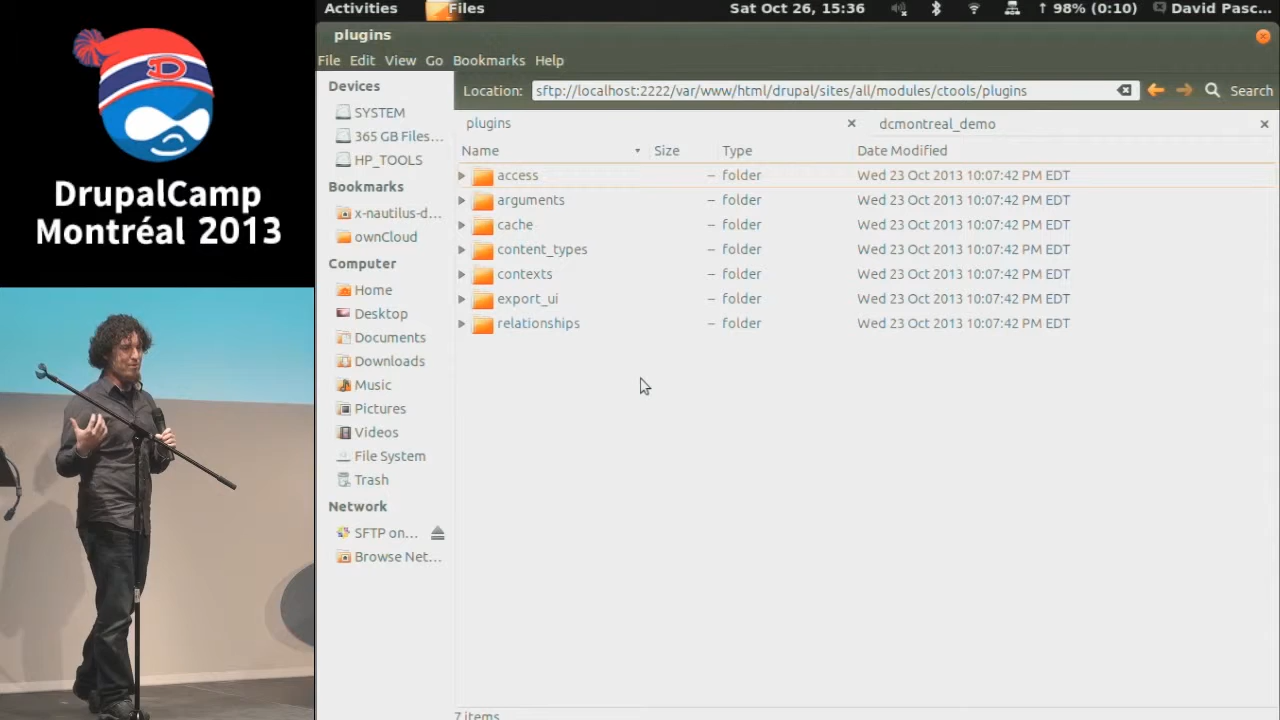 DrupalCamp
Montréal 2013
Activities Files Sat Oct 26, 15:36 98% (0:10) David Pasc...
plugins
File Edit View Go Bookmarks Help
Devices
SYSTEM
365 GB Files...
HP_TOOLS
Bookmarks
x-nautilus-d...
ownCloud
Computer
Home
Desktop
Documents
Downloads
Music
Pictures
Videos
File System
Trash
Network
SFTP on...
Browse Net...
Location: sftp://localhost:2222/var/www/html/drupal/sites/all/modules/ctools/plugins Search
plugins dcmontreal_demo
Name Size Type Date Modified
access – folder Wed 23 Oct 2013 10:07:42 PM EDT
arguments – folder Wed 23 Oct 2013 10:07:42 PM EDT
cache – folder Wed 23 Oct 2013 10:07:42 PM EDT
content_types – folder Wed 23 Oct 2013 10:07:42 PM EDT
contexts – folder Wed 23 Oct 2013 10:07:42 PM EDT
export_ui – folder Wed 23 Oct 2013 10:07:42 PM EDT
relationships – folder Wed 23 Oct 2013 10:07:42 PM EDT
7 items